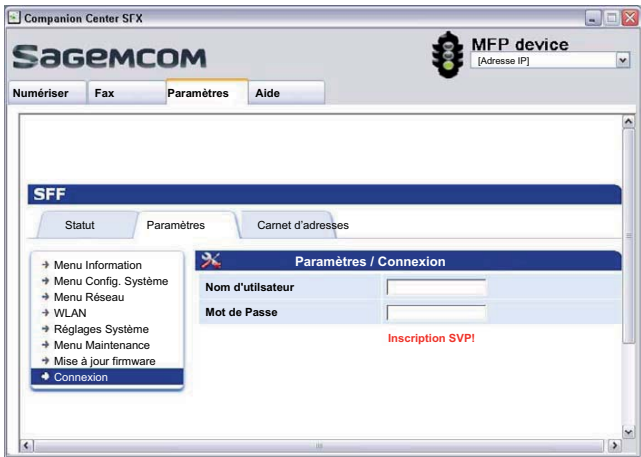 Companion Center SFX
Sagemcom
MFP device
[Adresse IP]
Numériser Fax Paramètres Aide
SFF
Statut Paramètres Carnet d'adresses
Menu Information
Menu Config. Système
Menu Réseau
WLAN
Réglages Système
Menu Maintenance
Mise à jour firmware
Connexion
Paramètres / Connexion
Nom d'utilsateur
Mot de Passe
Inscription SVP!